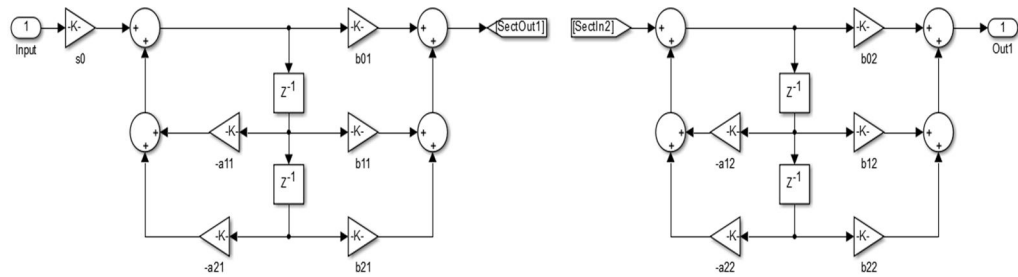 1 -K- + + -K- + + [SectOut1] [SectIn2] + + -K- + + 1
Input s0 b01 b02 Out1
Z-1 Z-1
+ + -K- -K- + + + + -K- -K- + +
-a11 b11 -a12 b12
Z-1 Z-1
-K- -K- -K- -K-
-a21 b21 -a22 b22